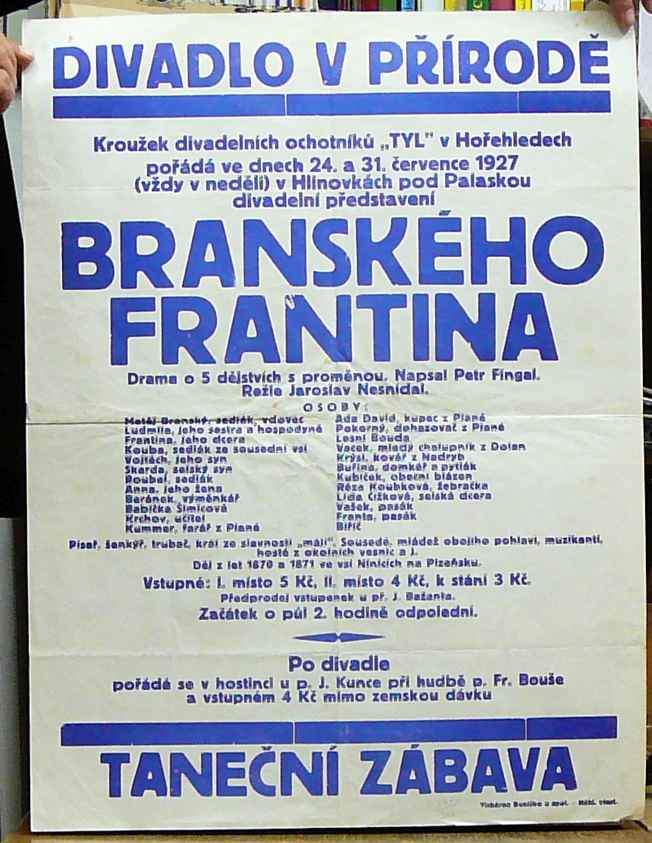 DIVADLO V PŘÍRODĚ
Kroužek divadelních ochotníků „TYL" v Hořehledech
pořádá ve dnech 24. a 31. července 1927
(vždy v neděli) v Hlinovkách pod Palaskou
divadelní představení
BRANSKÉHO
FRANTINA
Drama o 5 dělstvích s proměnou. Napsal Petr Fingal.
Režie Jaroslav Nesnídal.
OSOBY:
Matěj Branský, sedlák, vdovec
Ludmila, jeho sestra a hospodyně
Frantina, jeho dcera
Kouba, sedlák ze sousední vsi
Vojtěch, jeho syn
Škarda, selský syn
Doubal, sedlák
Anna, jeho žena
Beránek, výměnkář
Babička Šimicová
Krchov, učitel
Kummer, farář z Plané
Ada David, kupec z Plané
Pokorný, dohazovač z Plané
Lesní Bouda
Vacek, mladý chalupník z Dolan
Krýsl, kovář z Nadryb
Buřina, domkář a pytlák
Kubíček, obecní blázen
Réza Koubková, žebračka
Lída Čížková, selská dcera
Vašek, pasák
Franta, pasák
Biřic
Písař, šenkýř, trubač, král ze slavnosti „máií". Sousedé, mládež obojího pohlaví, muzikanti,
hosté z okolních vesnic a j.
Děj z let 1870 a 1871 ve vsi Nínicích na Plzeňsku.
Vstupné: I. místo 5 Kč, II. místo 4 Kč, k stání 3 Kč.
Předprodej vstupenek u př. J. Bažanta.
Začátek o půl 2. hodině odpolední.
Po divadle
pořádá se v hostinci u p. J. Kunce při hudbě p. Fr. Bouše
a vstupném 4 Kč mimo zemskou dávku
TANEČNÍ ZÁBAVA